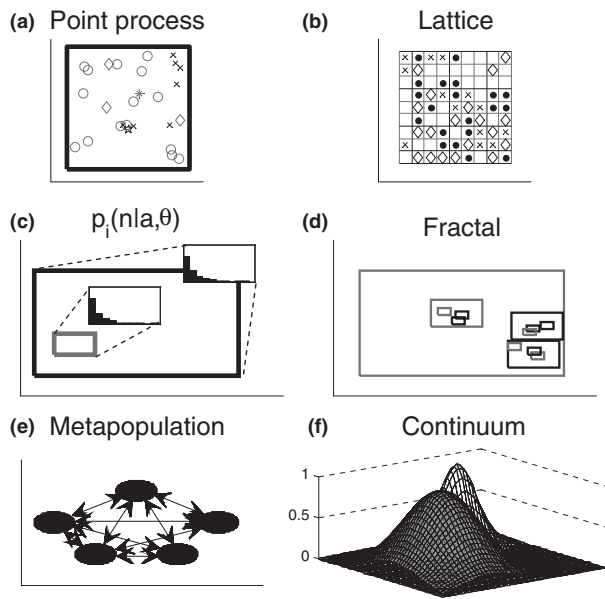 (a) Point process
(b) Lattice
(c) p_i(n|a,θ)
(d) Fractal
(e) Metapopulation
(f) Continuum
1
0.5
0